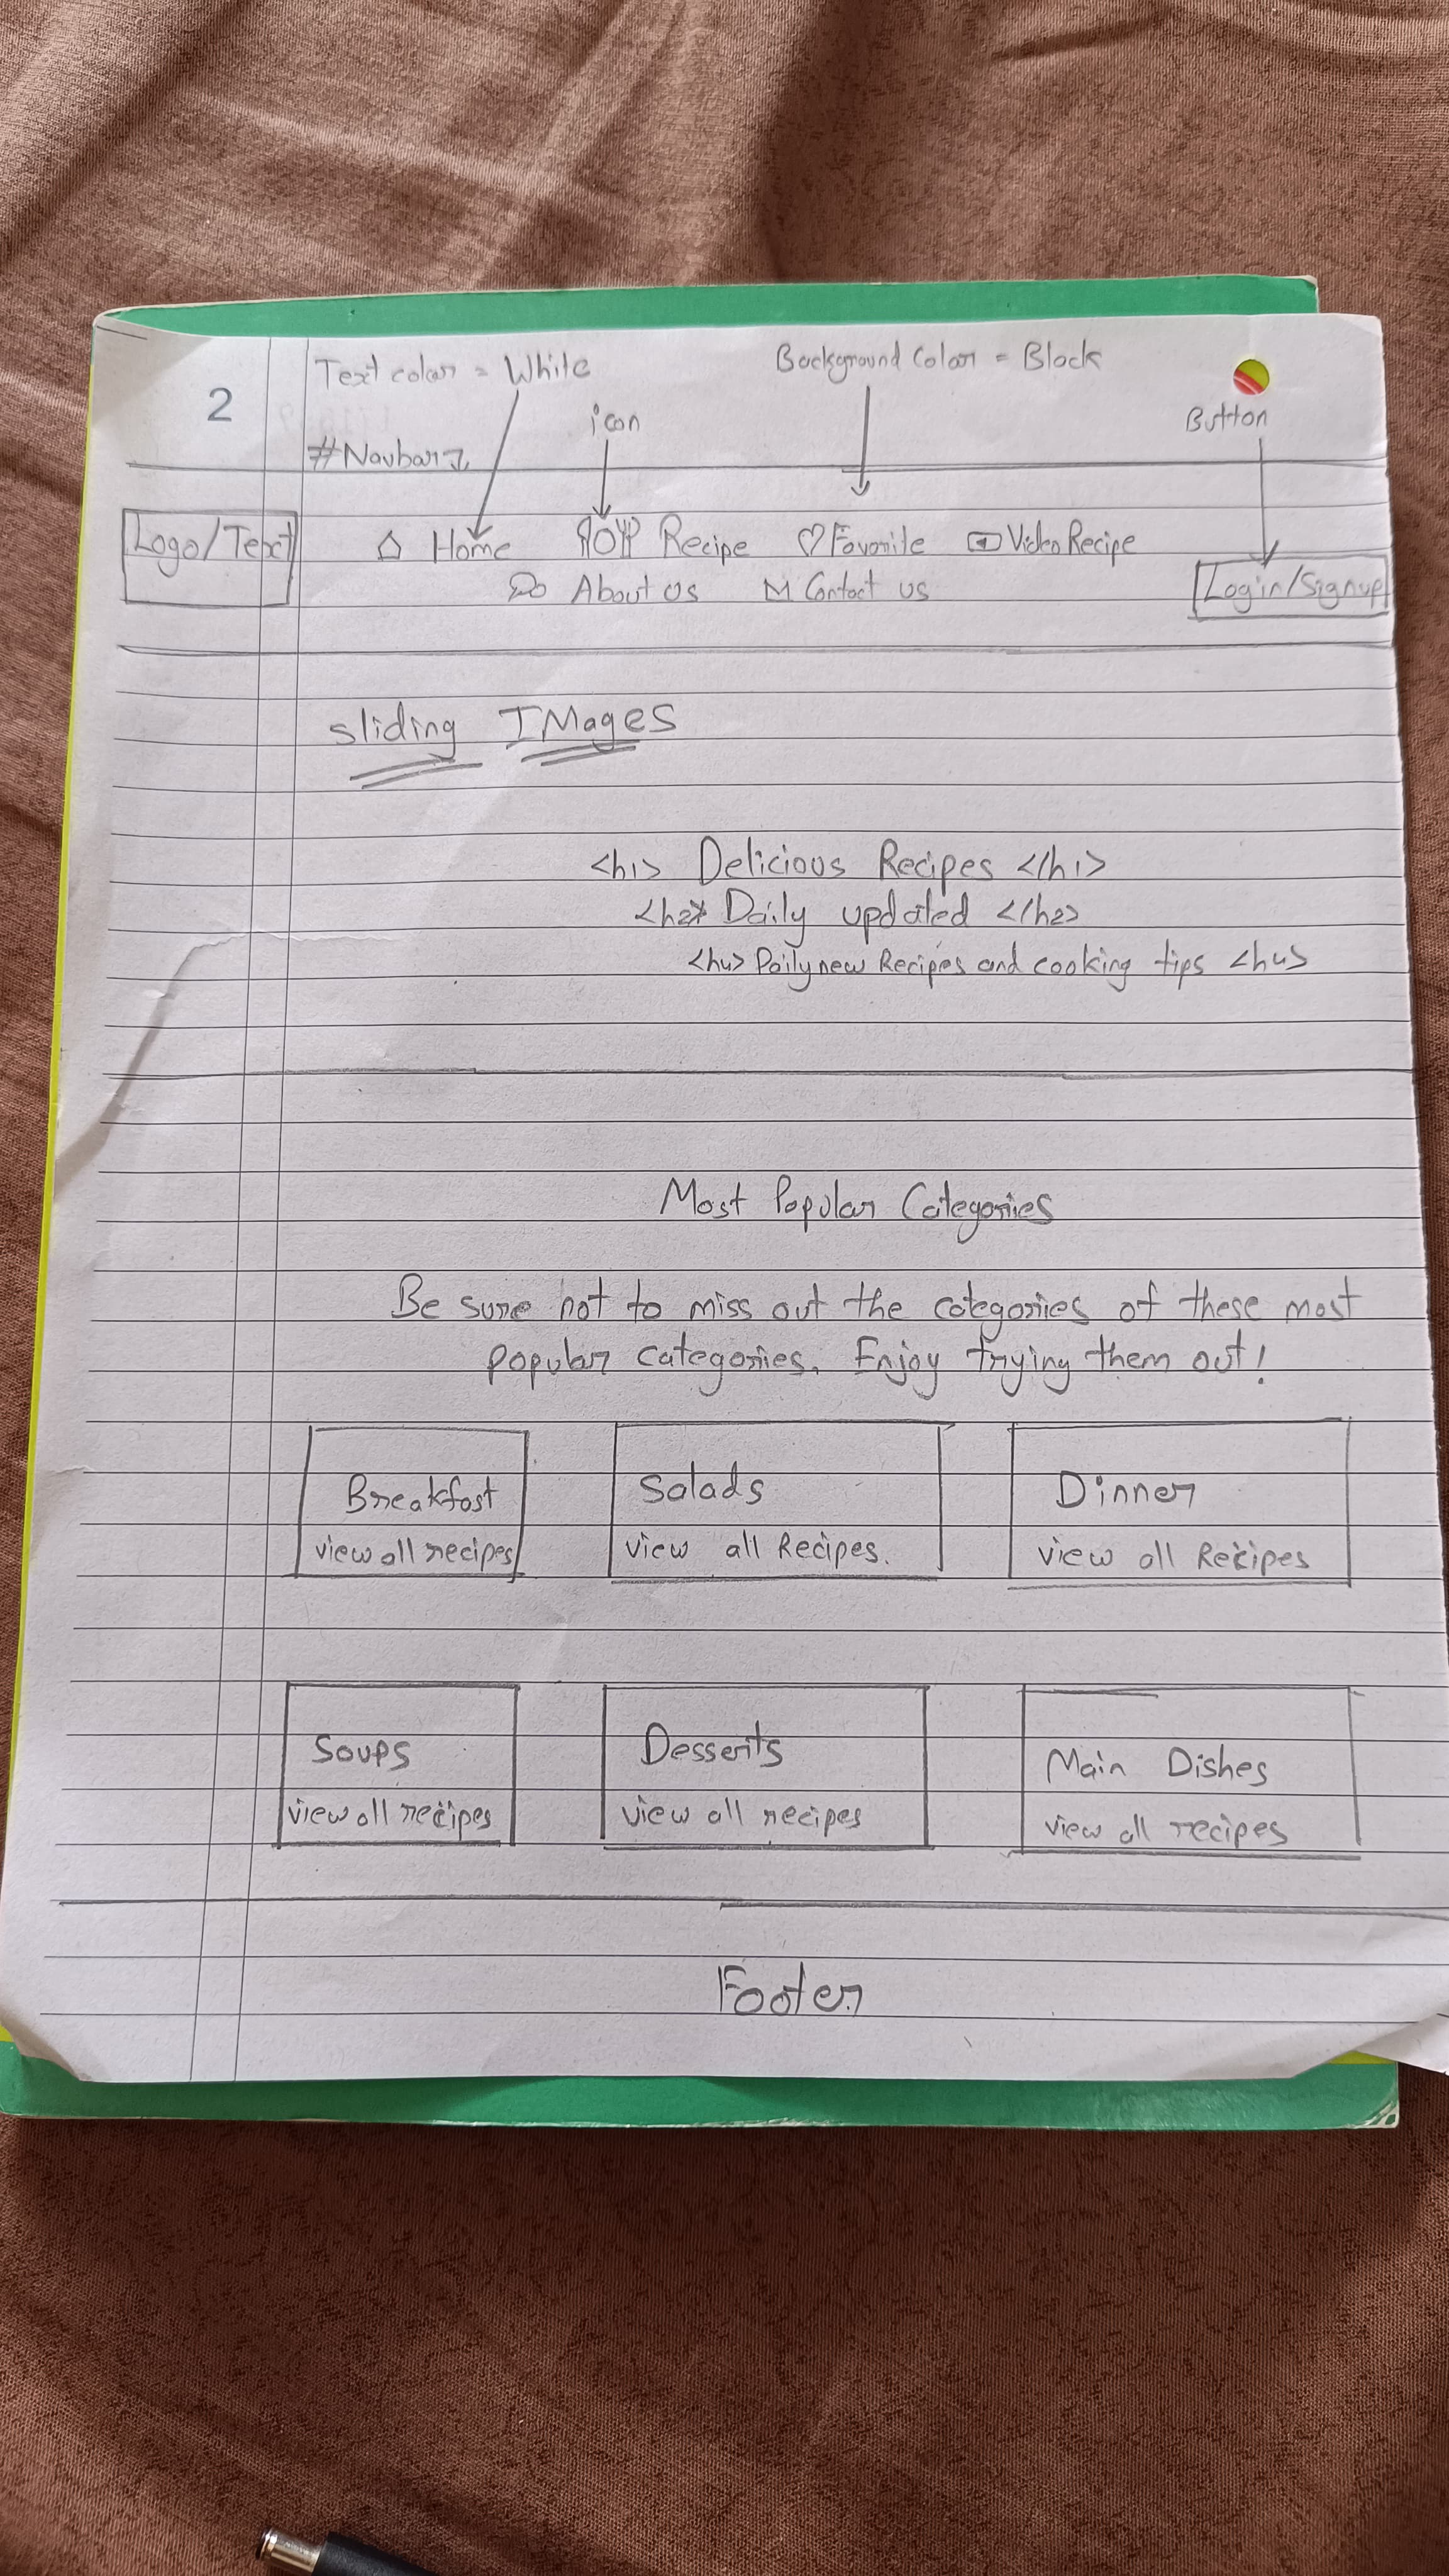 2
Text color = White
Background Color = Black
icon
Button
#Navbar
Logo/Text
Home
Recipe
Favorite
Video Recipe
About Us
Contact us
Login/Signup
sliding IMages
<h1> Delicious Recipes </h1>
<h2> Daily updated </h2>
<h4> Daily new Recipes and cooking tips <h4>
Most Popular Categories
Be sure not to miss out the categories of these most
popular categories. Enjoy trying them out!
Breakfast
view all recipes
Salads
view all Recipes.
Dinner
view all Recipes
Soups
view all recipes
Desserts
view all recipes
Main Dishes
view all recipes
Footer